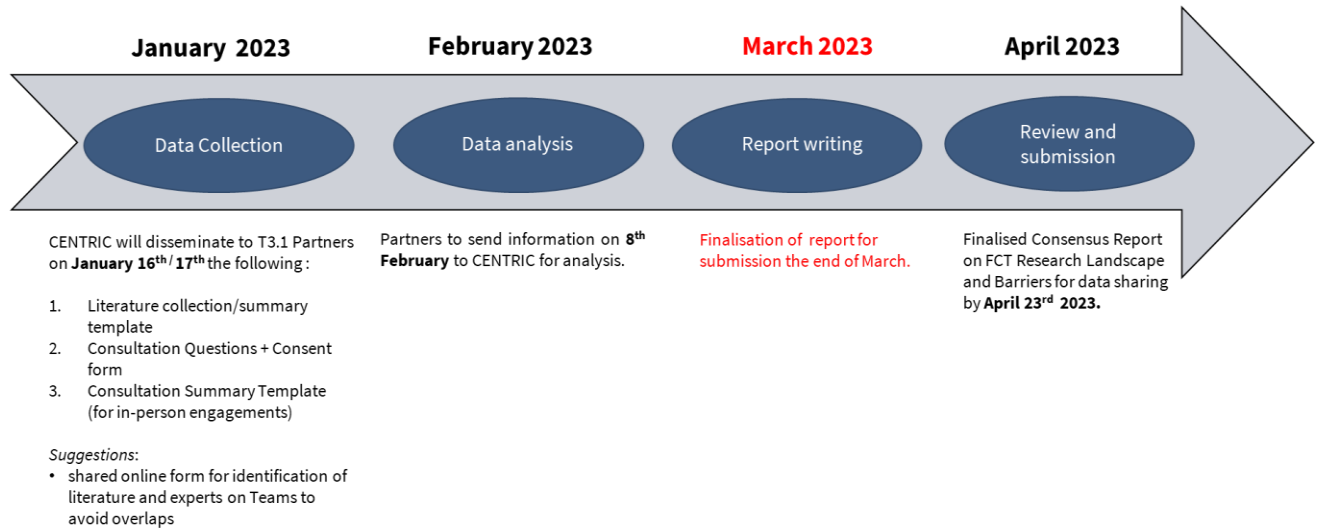 January 2023
February 2023
March 2023
April 2023
Data Collection
Data analysis
Report writing
Review and
submission
CENTRIC will disseminate to T3.1 Partners
on January 16th / 17th the following :
1. Literature collection/summary
template
2. Consultation Questions + Consent
form
3. Consultation Summary Template
(for in-person engagements)
Suggestions:
• shared online form for identification of
literature and experts on Teams to
avoid overlaps
Partners to send information on 8th
February to CENTRIC for analysis.
Finalisation of report for
submission the end of March.
Finalised Consensus Report
on FCT Research Landscape
and Barriers for data sharing
by April 23rd 2023.